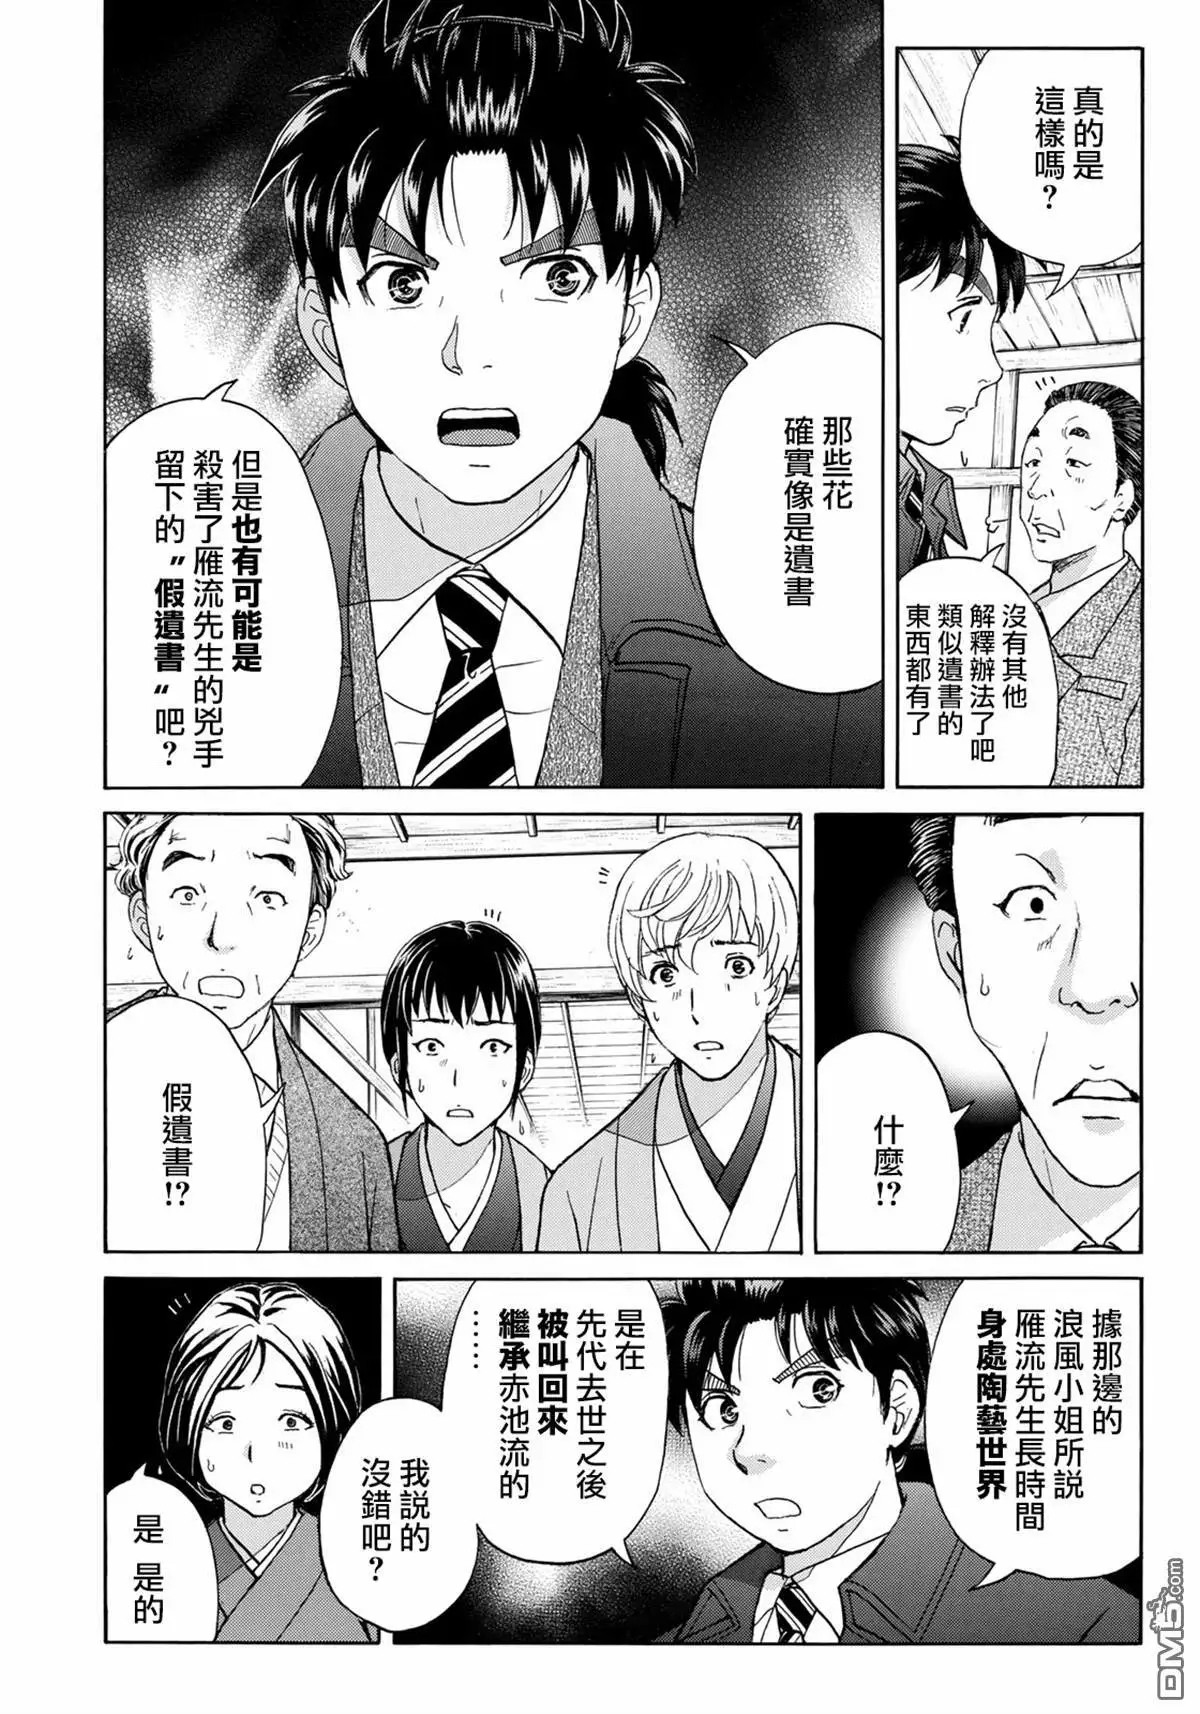 真的是
這樣嗎?
沒有其他
解釋辦法了吧
類似遺書的
東西都有了
那些花
確實像是遺書
但是也有可能是
殺害了雁流先生的兇手
留下的〝假遺書〞吧?
什麼!?
假遺書!?
據那邊的
浪風小姐所說
雁流先生長時間
身處陶藝世界
是在
先代去世之後
被叫回來
繼承赤池流的
……
我說的
沒錯吧?
是 是的
DM5.com